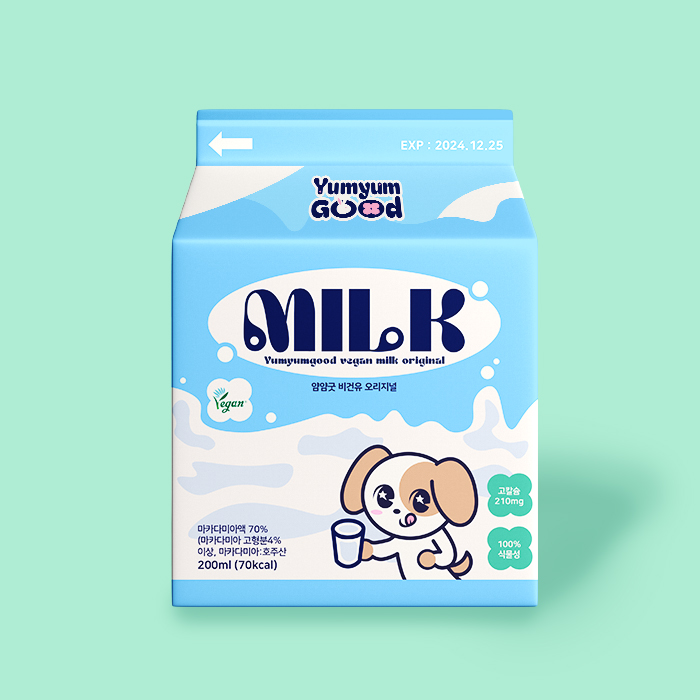 EXP : 2024.12.25
Yumyum
GOOd
MILK
Yumyumgood vegan milk original
얌얌굿 비건유 오리지널
Vegan
고칼슘
210mg
마카다미아액 70%
(마카다미아 고형분4%
이상, 마카다미아:호주산
200ml (70kcal)
100%
식물성